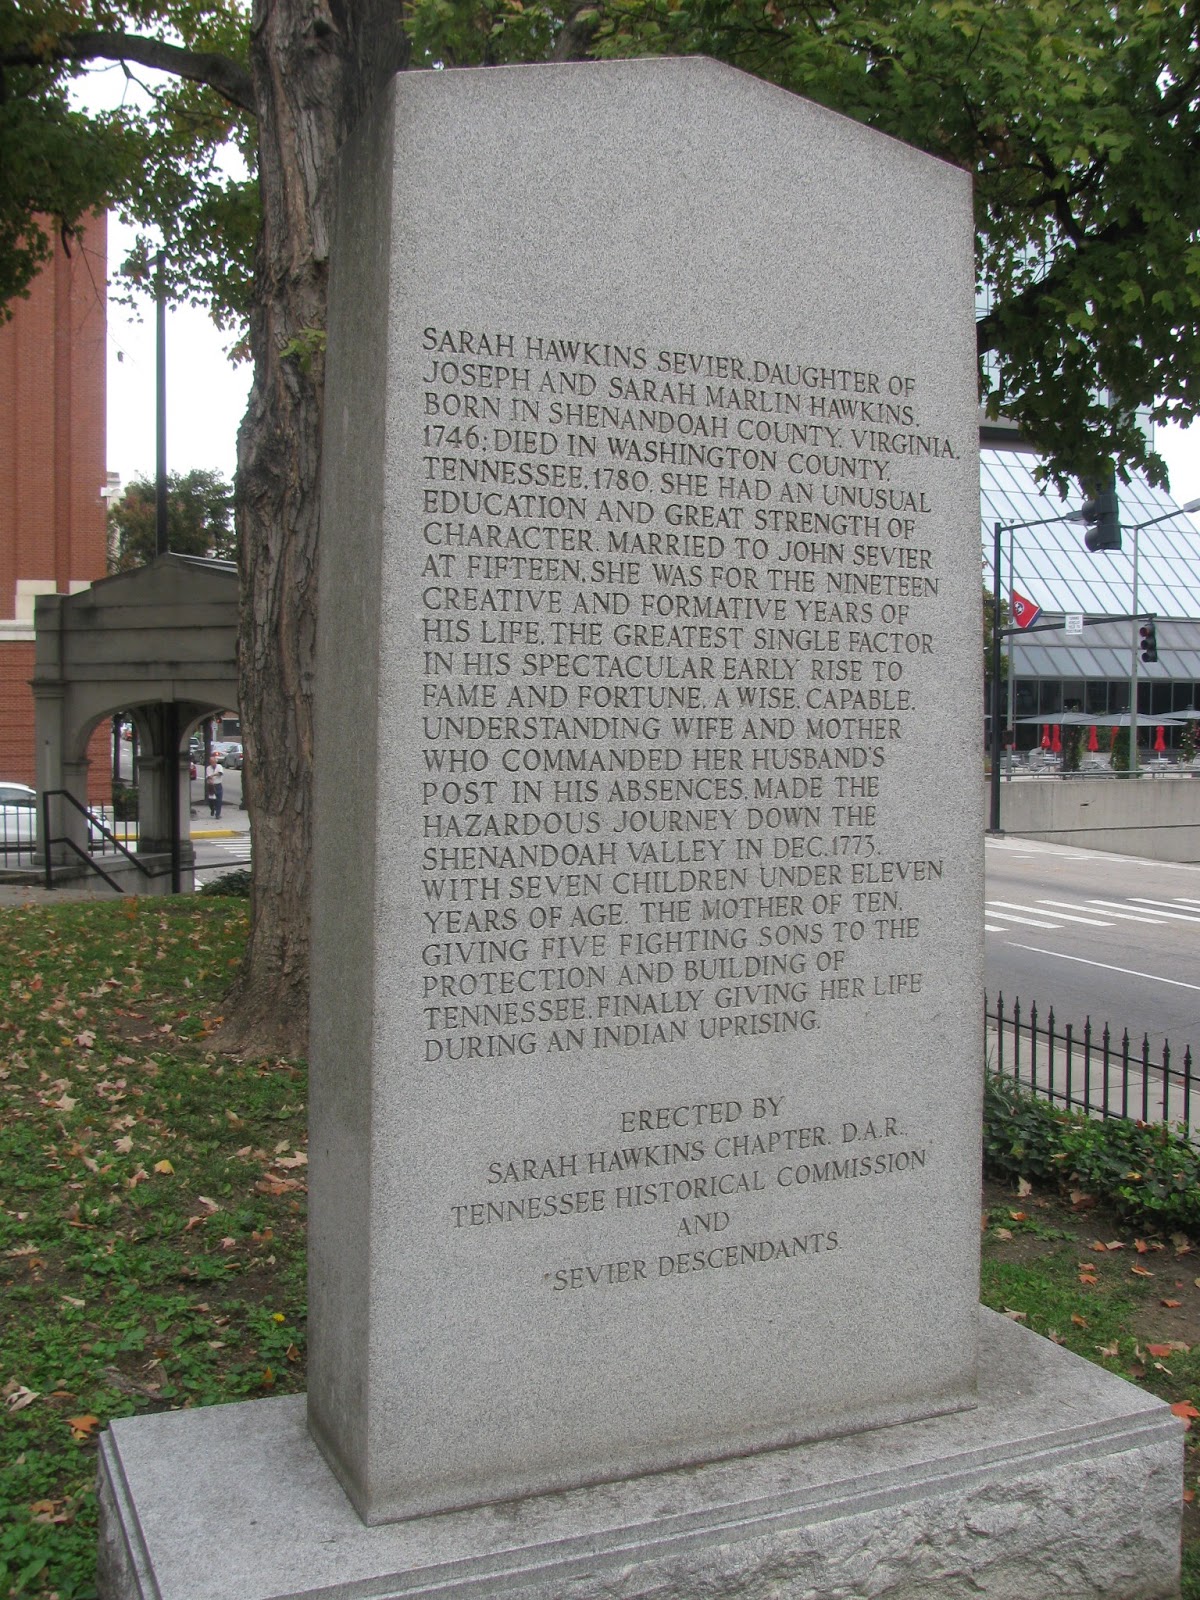 SARAH HAWKINS SEVIER, DAUGHTER OF
JOSEPH AND SARAH MARLIN HAWKINS,
BORN IN SHENANDOAH COUNTY, VIRGINIA,
1746; DIED IN WASHINGTON COUNTY,
TENNESSEE, 1780. SHE HAD AN UNUSUAL
EDUCATION AND GREAT STRENGTH OF
CHARACTER. MARRIED TO JOHN SEVIER
AT FIFTEEN, SHE WAS FOR THE NINETEEN
CREATIVE AND FORMATIVE YEARS OF
HIS LIFE, THE GREATEST SINGLE FACTOR
IN HIS SPECTACULAR EARLY RISE TO
FAME AND FORTUNE. A WISE, CAPABLE,
UNDERSTANDING WIFE AND MOTHER
WHO COMMANDED HER HUSBAND'S
POST IN HIS ABSENCES, MADE THE
HAZARDOUS JOURNEY DOWN THE
SHENANDOAH VALLEY IN DEC. 1773,
WITH SEVEN CHILDREN UNDER ELEVEN
YEARS OF AGE. THE MOTHER OF TEN,
GIVING FIVE FIGHTING SONS TO THE
PROTECTION AND BUILDING OF
TENNESSEE, FINALLY GIVING HER LIFE
DURING AN INDIAN UPRISING.
ERECTED BY
SARAH HAWKINS CHAPTER, D.A.R.,
TENNESSEE HISTORICAL COMMISSION
AND
SEVIER DESCENDANTS.